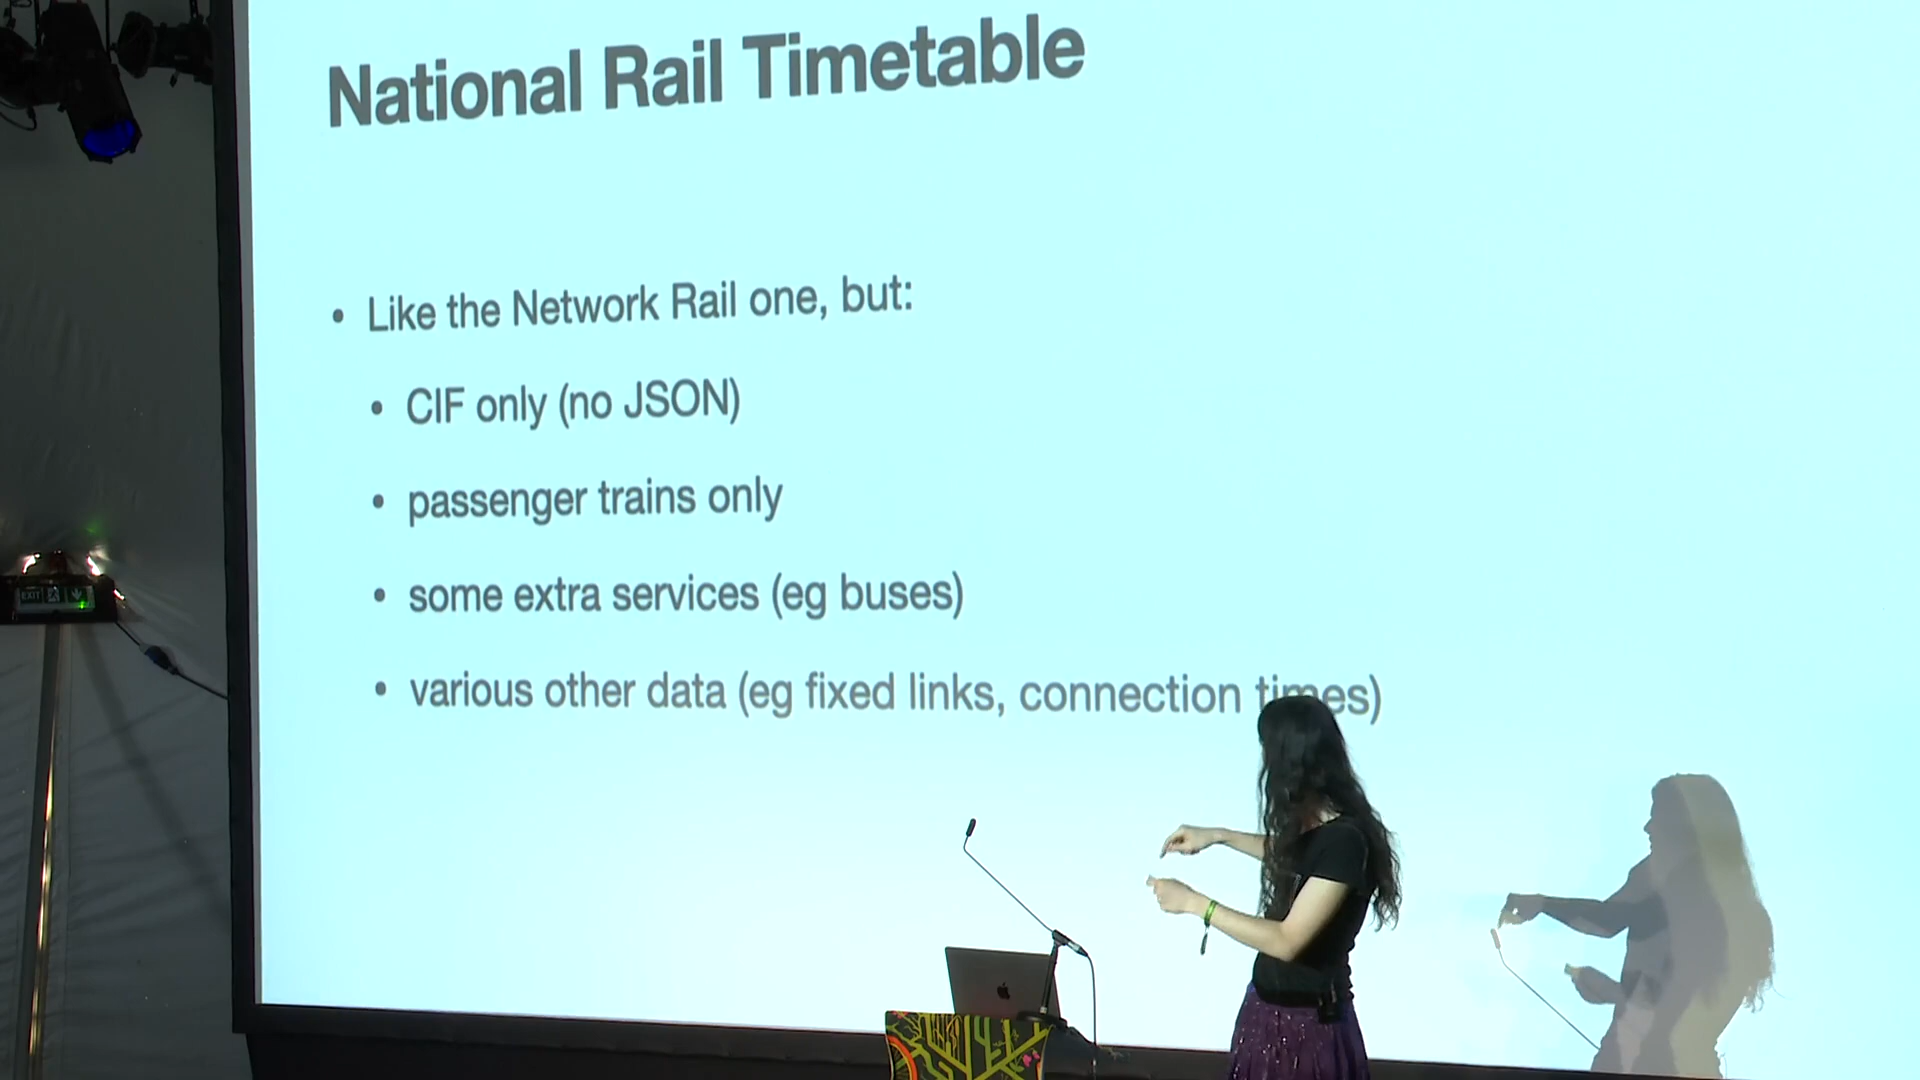 National Rail Timetable
• Like the Network Rail one, but:
• CIF only (no JSON)
• passenger trains only
• some extra services (eg buses)
• various other data (eg fixed links, connection times)
EXIT